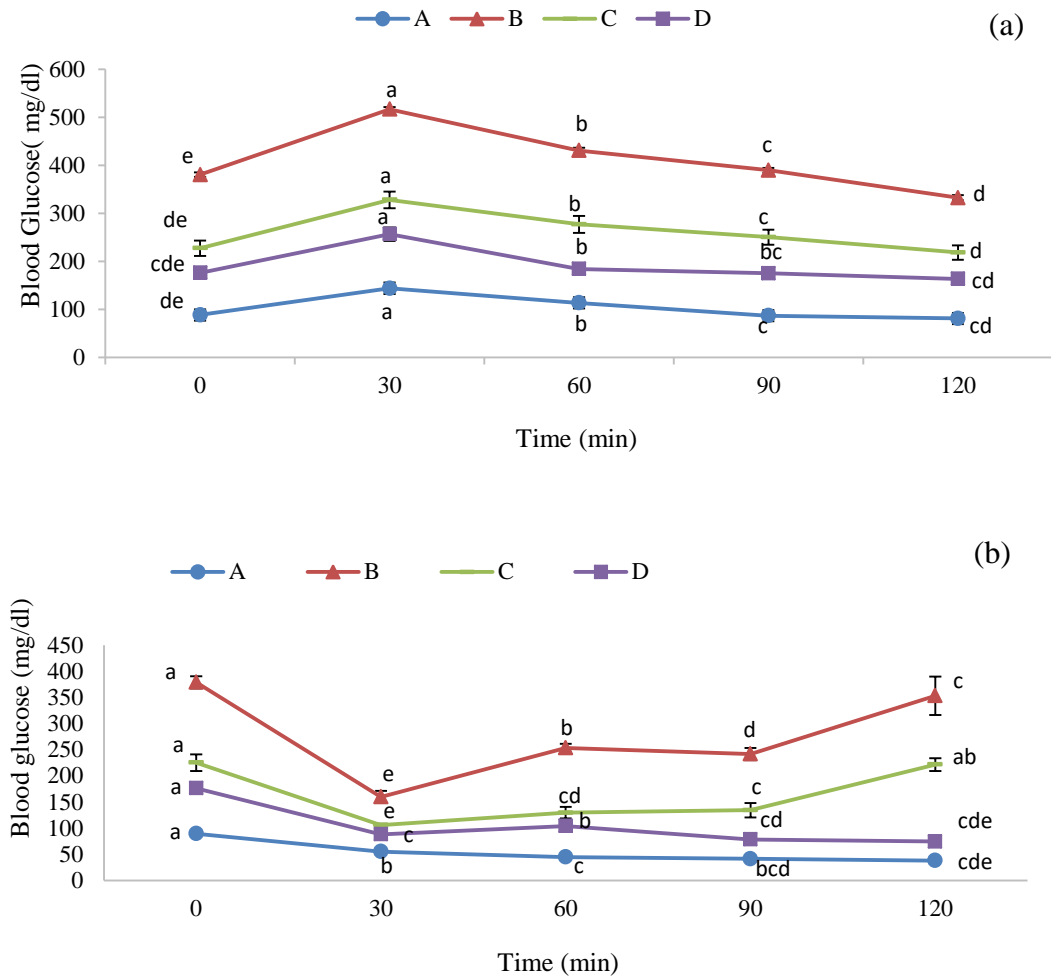 A B C D
(a)
Blood Glucose( mg/dl)
600
500
400
300
200
100
0
e a b c d
de a b c d
cde a b bc cd
de a b c cd
0 30 60 90 120
Time (min)
(b)
A B C D
Blood glucose (mg/dl)
450
400
350
300
250
200
150
100
50
0
a e b d c
a e cd c ab
a c b cd cde
a b c bcd cde
0 30 60 90 120
Time (min)